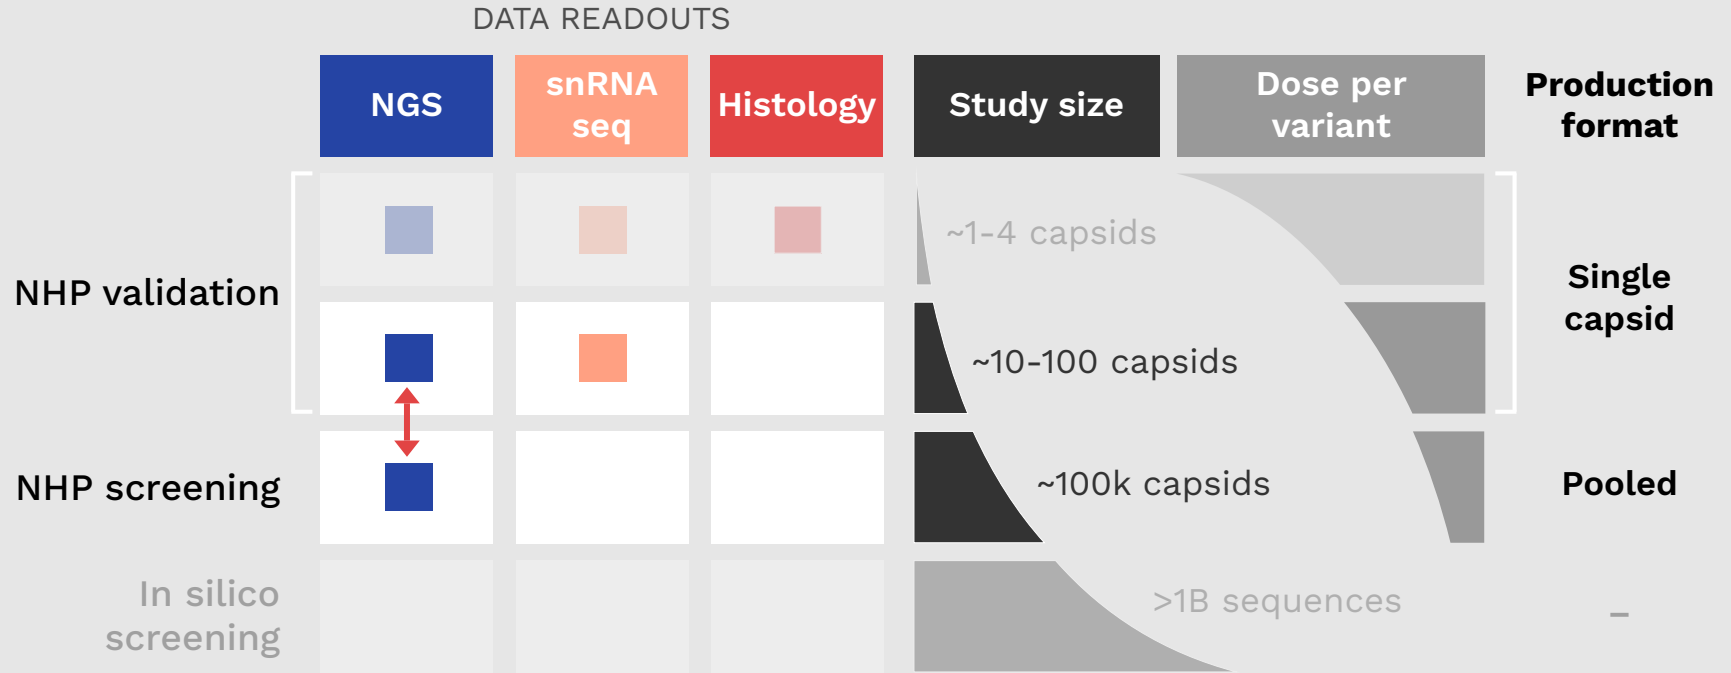 DATA READOUTS
NGS
snRNA
seq
Histology
Study size
Dose per
variant
Production
format
NHP validation
~1-4 capsids
~10-100 capsids
Single
capsid
NHP screening
~100k capsids
Pooled
In silico
screening
>1B sequences
–